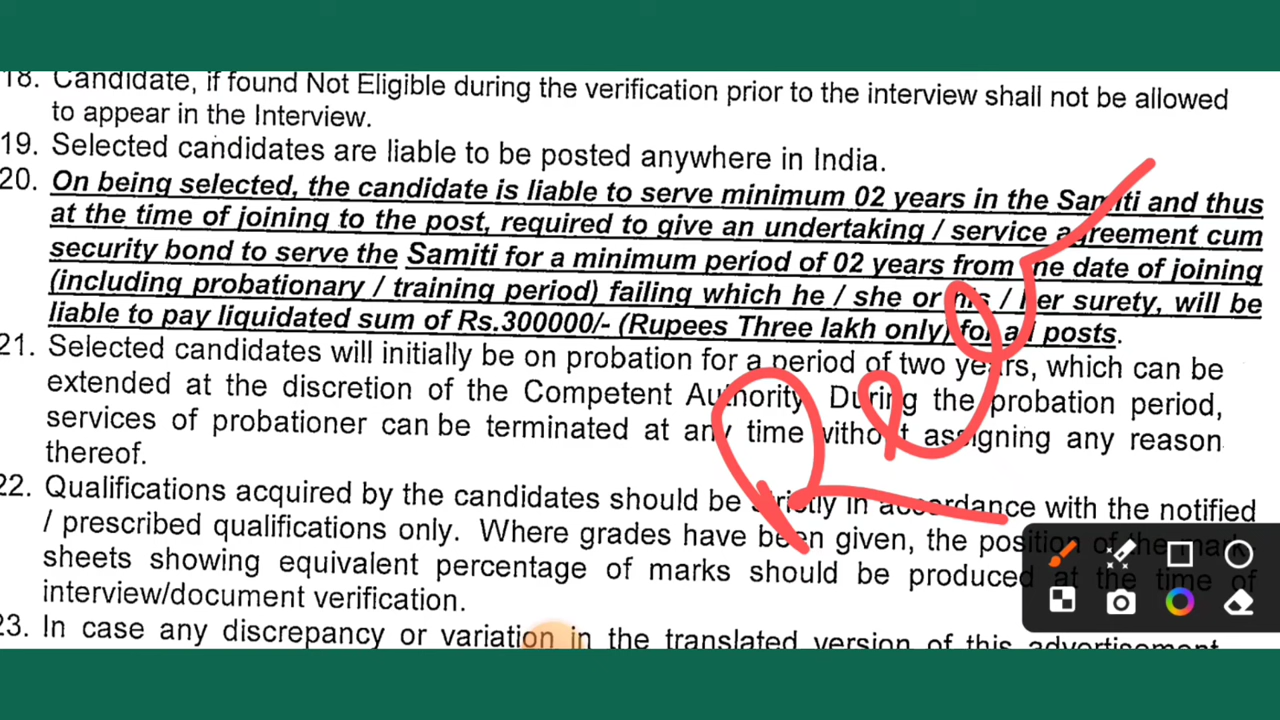 18. Candidate, if found Not Eligible during the verification prior to the interview shall not be allowed
to appear in the Interview.
19. Selected candidates are liable to be posted anywhere in India.
20. On being selected, the candidate is liable to serve minimum 02 years in the Samiti and thus
at the time of joining to the post, required to give an undertaking / service agreement cum
security bond to serve the Samiti for a minimum period of 02 years from the date of joining
(including probationary / training period) failing which he / she or his / her surety, will be
liable to pay liquidated sum of Rs.300000/- (Rupees Three lakh only) for all posts.
21. Selected candidates will initially be on probation for a period of two years, which can be
extended at the discretion of the Competent Authority. During the probation period,
services of probationer can be terminated at any time without assigning any reason
thereof.
22. Qualifications acquired by the candidates should be strictly in accordance with the notified
/ prescribed qualifications only. Where grades have been given, the position of the mark
sheets showing equivalent percentage of marks should be produced at the time of
interview/document verification.
23. In case any discrepancy or variation in the translated version of this advertisement